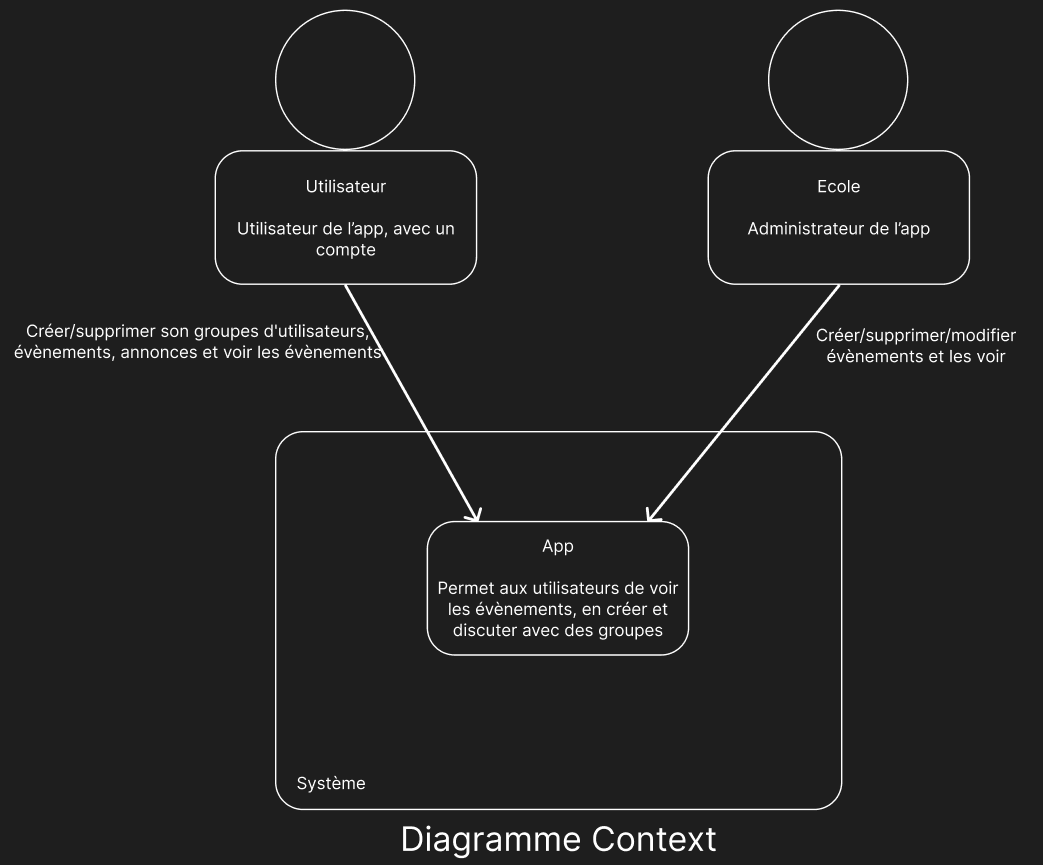 Utilisateur
Utilisateur de l’app, avec un
compte
Ecole
Administrateur de l’app
Créer/supprimer son groupes d'utilisateurs,
évènements, annonces et voir les évènements
Créer/supprimer/modifier
évènements et les voir
App
Permet aux utilisateurs de voir
les évènements, en créer et
discuter avec des groupes
Système
Diagramme Context